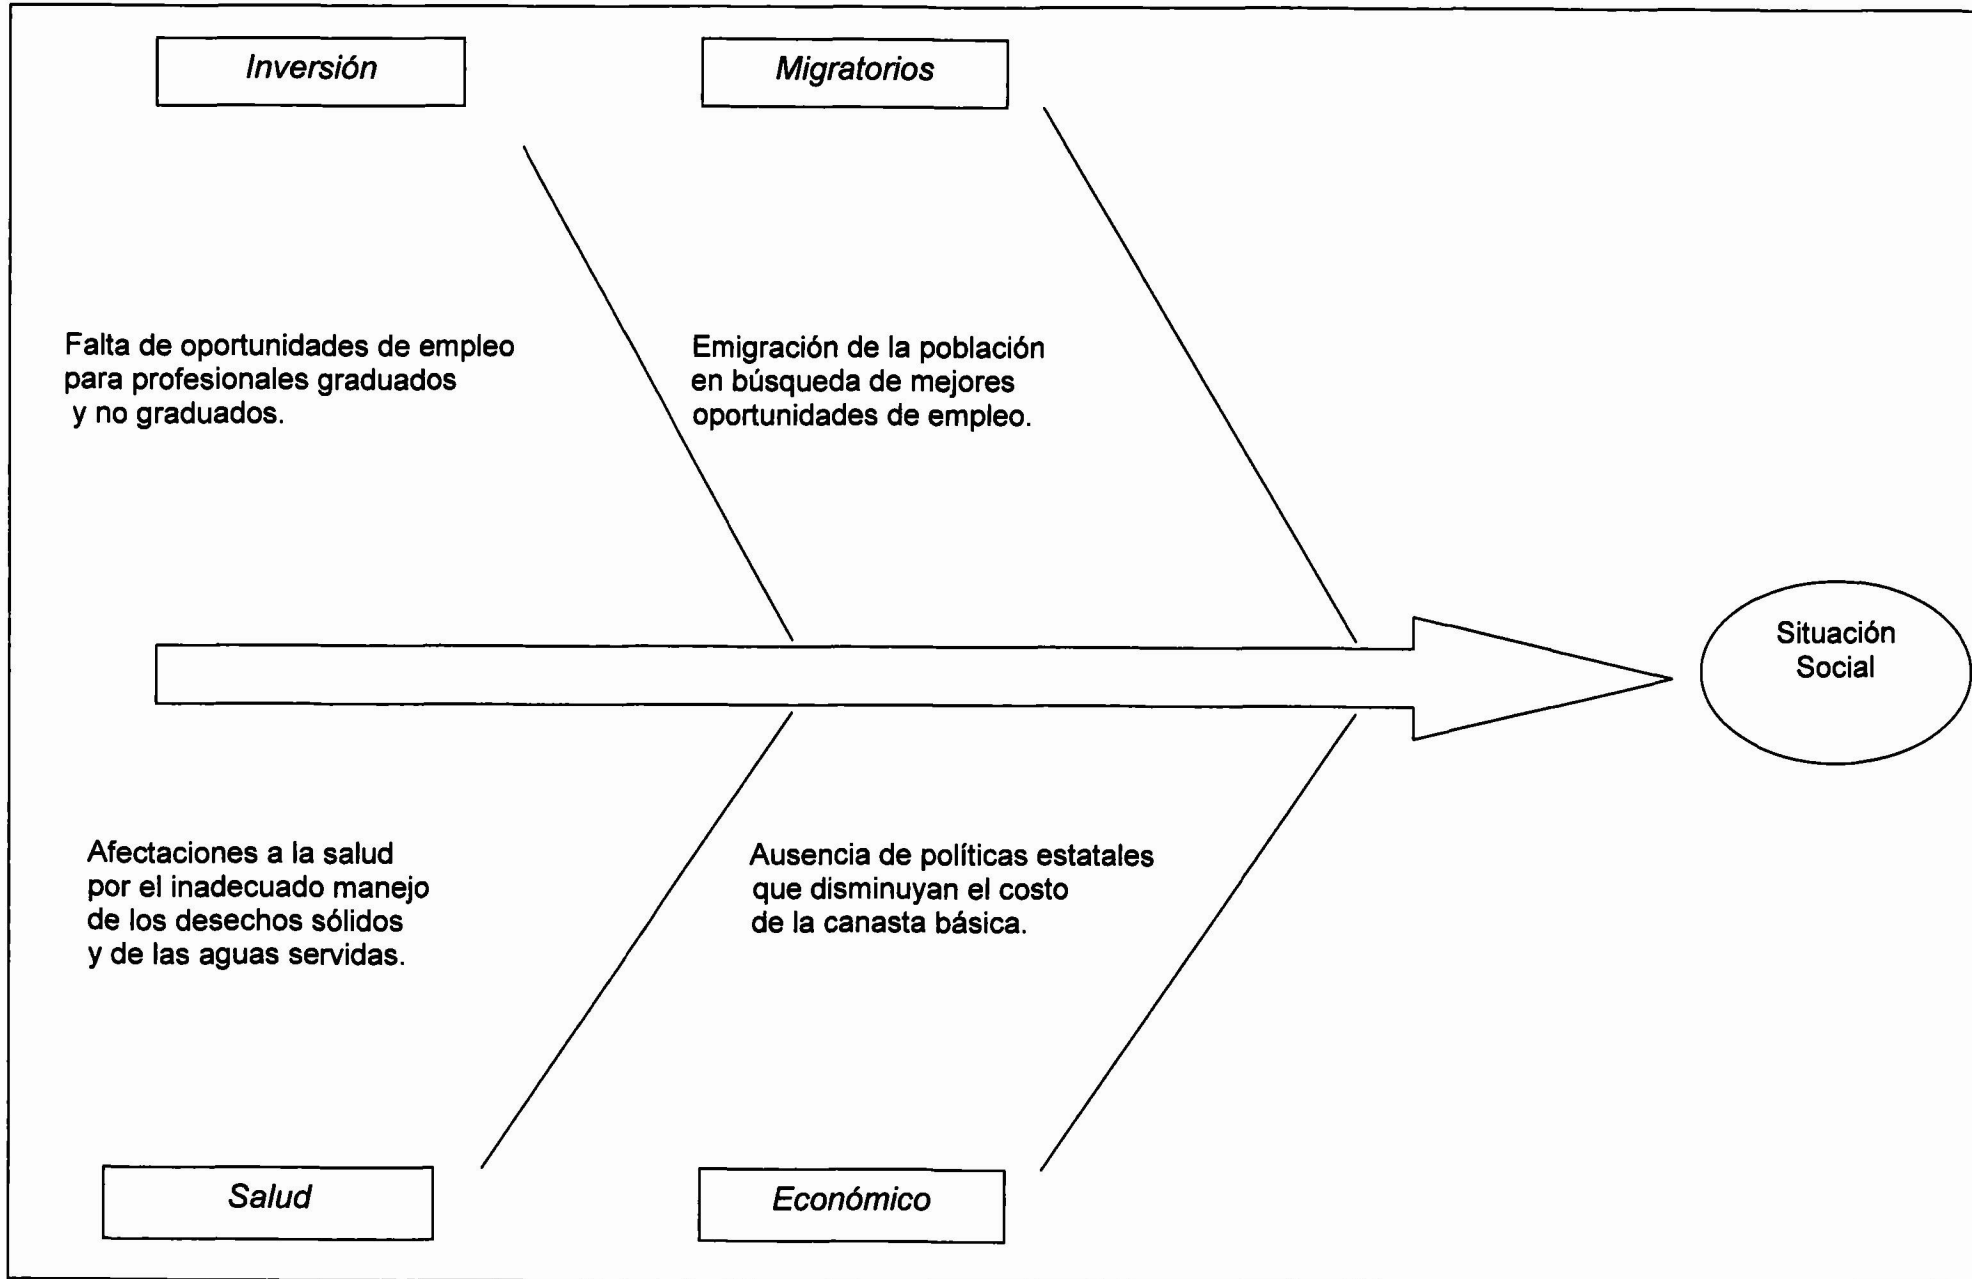 Inversión
Migratorios
Falta de oportunidades de empleo
para profesionales graduados
y no graduados.
Emigración de la población
en búsqueda de mejores
oportunidades de empleo.
Situación
Social
Afectaciones a la salud
por el inadecuado manejo
de los desechos sólidos
y de las aguas servidas.
Ausencia de políticas estatales
que disminuyan el costo
de la canasta básica.
Salud
Económico